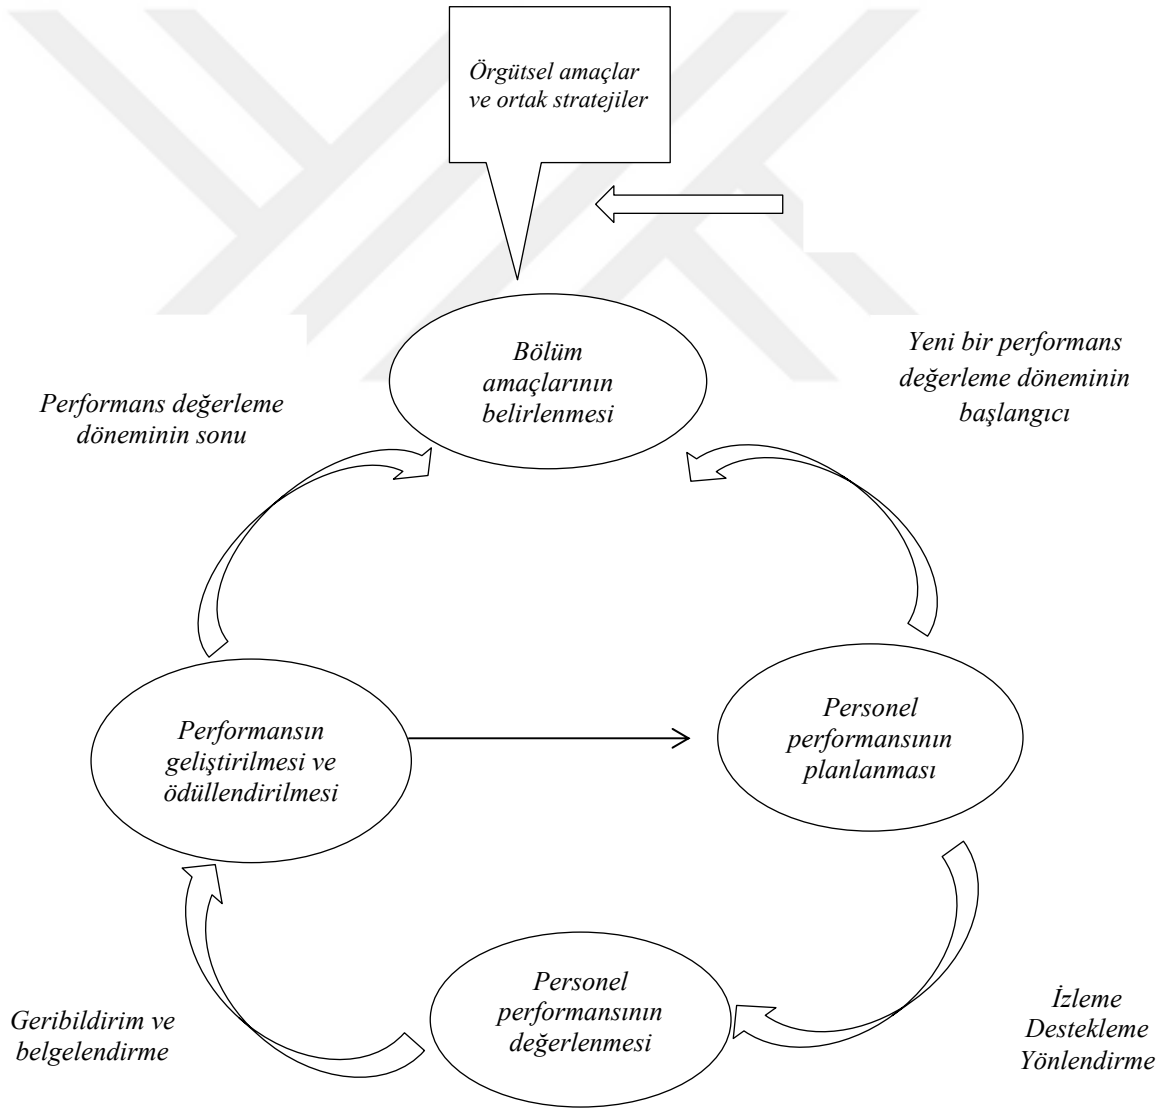 Örgütsel amaçlar
ve ortak stratejiler
Bölüm
amaçlarının
belirlenmesi
Yeni bir performans
değerleme döneminin
başlangıcı
Performans değerleme
döneminin sonu
Performansın
geliştirilmesi ve
ödüllendirilmesi
Personel
performansının
planlanması
Personel
performansının
değerlenmesi
Geribildirim ve
belgelendirme
İzleme
Destekleme
Yönlendirme